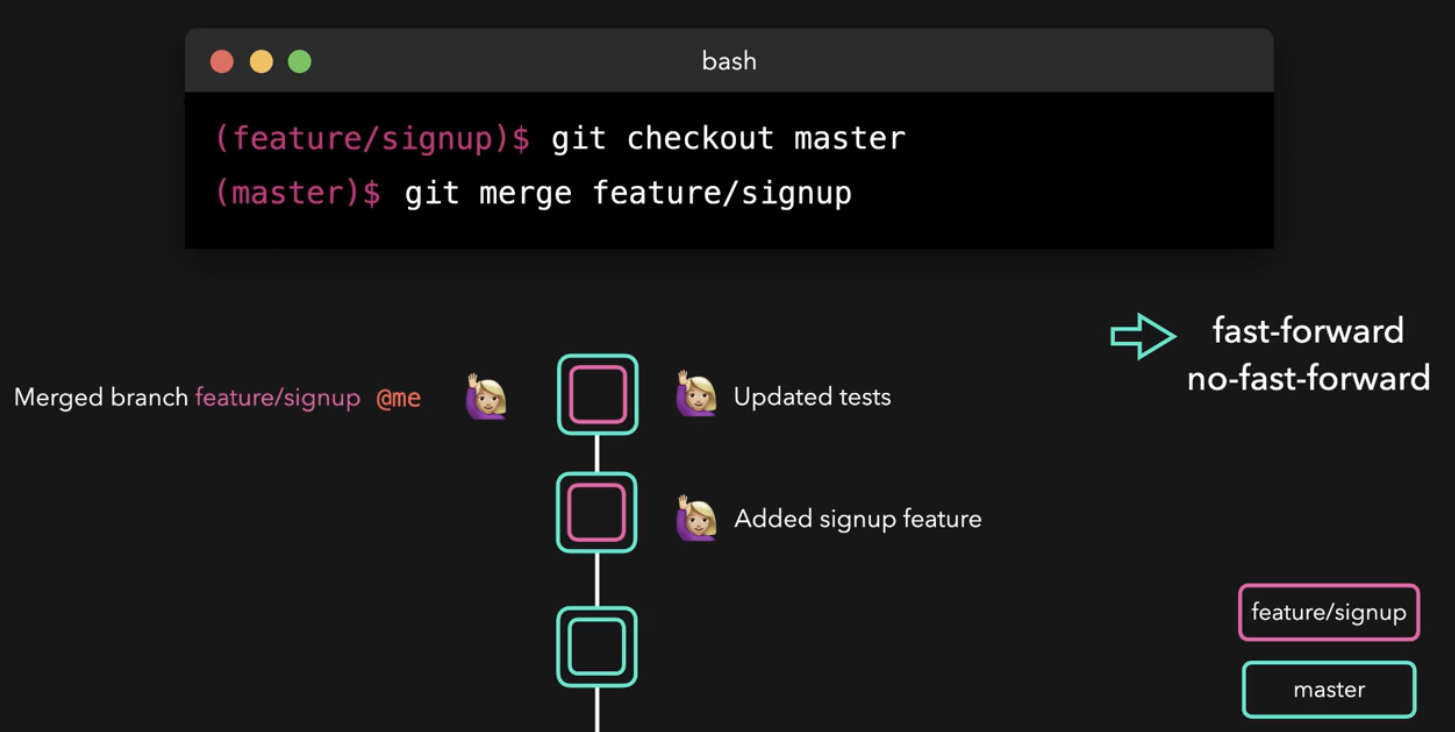 bash
(feature/signup)$ git checkout master
(master)$ git merge feature/signup
fast-forward
no-fast-forward
Merged branch feature/signup @me
Updated tests
Added signup feature
feature/signup
master